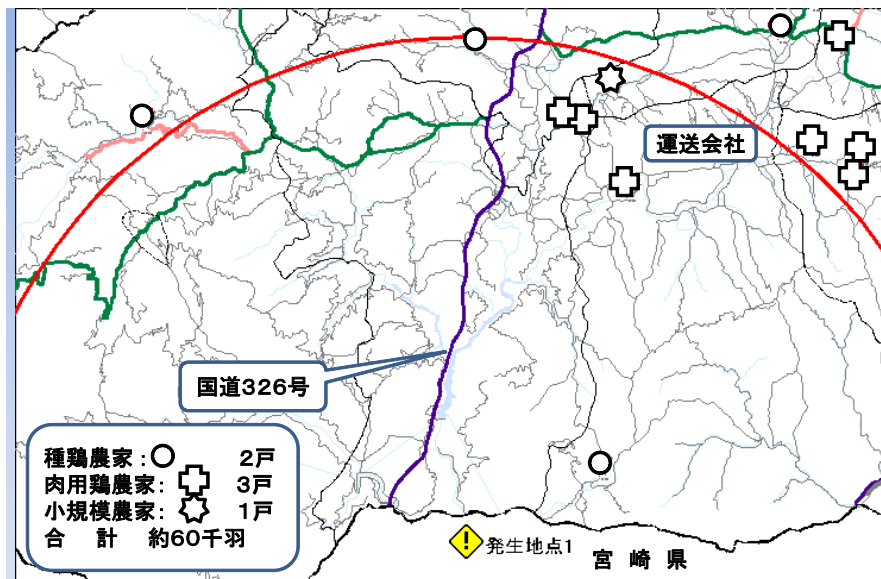 運送会社
国道326号
種鶏農家：○ 2戸
肉用鶏農家： 3戸
小規模農家： 1戸
合 計 約60千羽
発生地点1
宮 崎 県